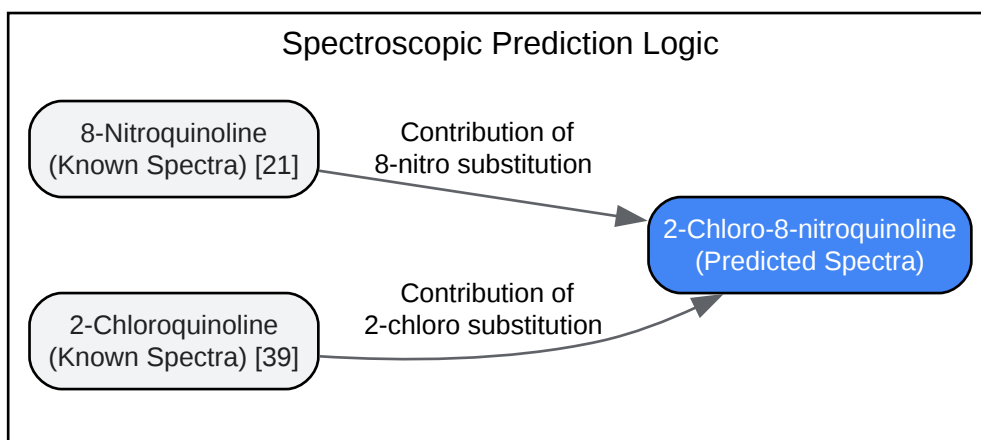 Spectroscopic Prediction Logic
8-Nitroquinoline
(Known Spectra) [21]
Contribution of
8-nitro substitution
2-Chloro-8-nitroquinoline
(Predicted Spectra)
Contribution of
2-chloro substitution
2-Chloroquinoline
(Known Spectra) [39]